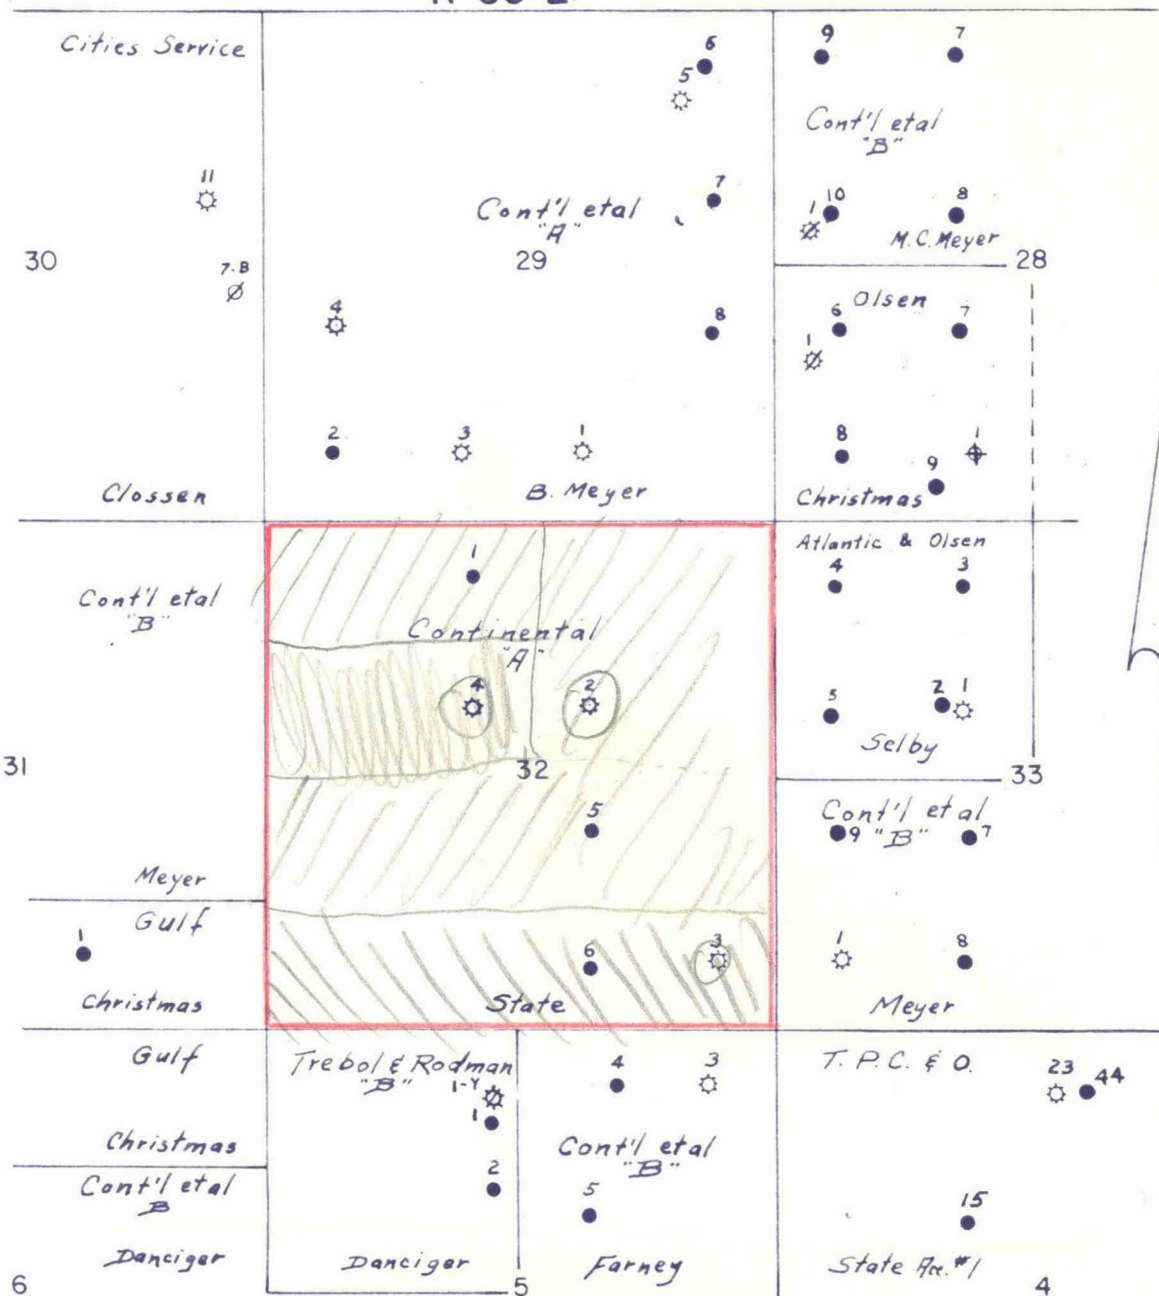 Cities Service
11
30
7-B
Clossen
6
5
7
Cont'l etal
"A"
29
4
8
2
3
1
B. Meyer
9
7
Cont'l etal
"B"
10
1
8
M.C. Meyer
28
Olsen
6
7
1
8
1
9
Christmas
Cont'l etal
"B"
31
Meyer
Gulf
1
Christmas
1
Continental
"A"
4
2
32
5
6
3
State
Atlantic & Olsen
4
3
5
2
1
Selby
33
Cont'l etal
9
"B"
7
1
8
Meyer
Gulf
Christmas
Cont'l etal
B
Danciger
6
Trebol & Rodman
"B"
1-Y
1
2
Danciger
5
4
3
Cont'l etal
"B"
5
Farney
T. P. C. & O.
23
44
15
State Acc. #1
4